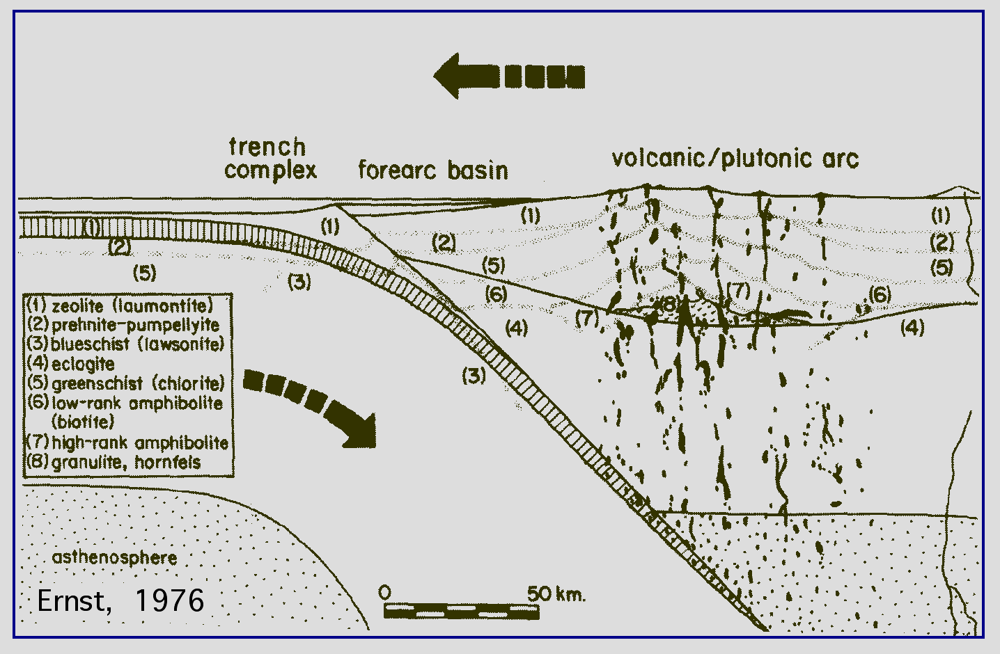 trench
complex
forearc basin
volcanic/plutonic arc
(1)
(1)
(1)
(1)
(2)
(2)
(2)
(5)
(3)
(5)
(5)
(6)
(6)
(7)
(8)
(7)
(4)
(4)
(3)
(1) zeolite (laumontite)
(2) prehnite-pumpellyite
(3) blueschist (lawsonite)
(4) eclogite
(5) greenschist (chlorite)
(6) low-rank amphibolite
(biotite)
(7) high-rank amphibolite
(8) granulite, hornfels
asthenosphere
Ernst, 1976
0 50 km.